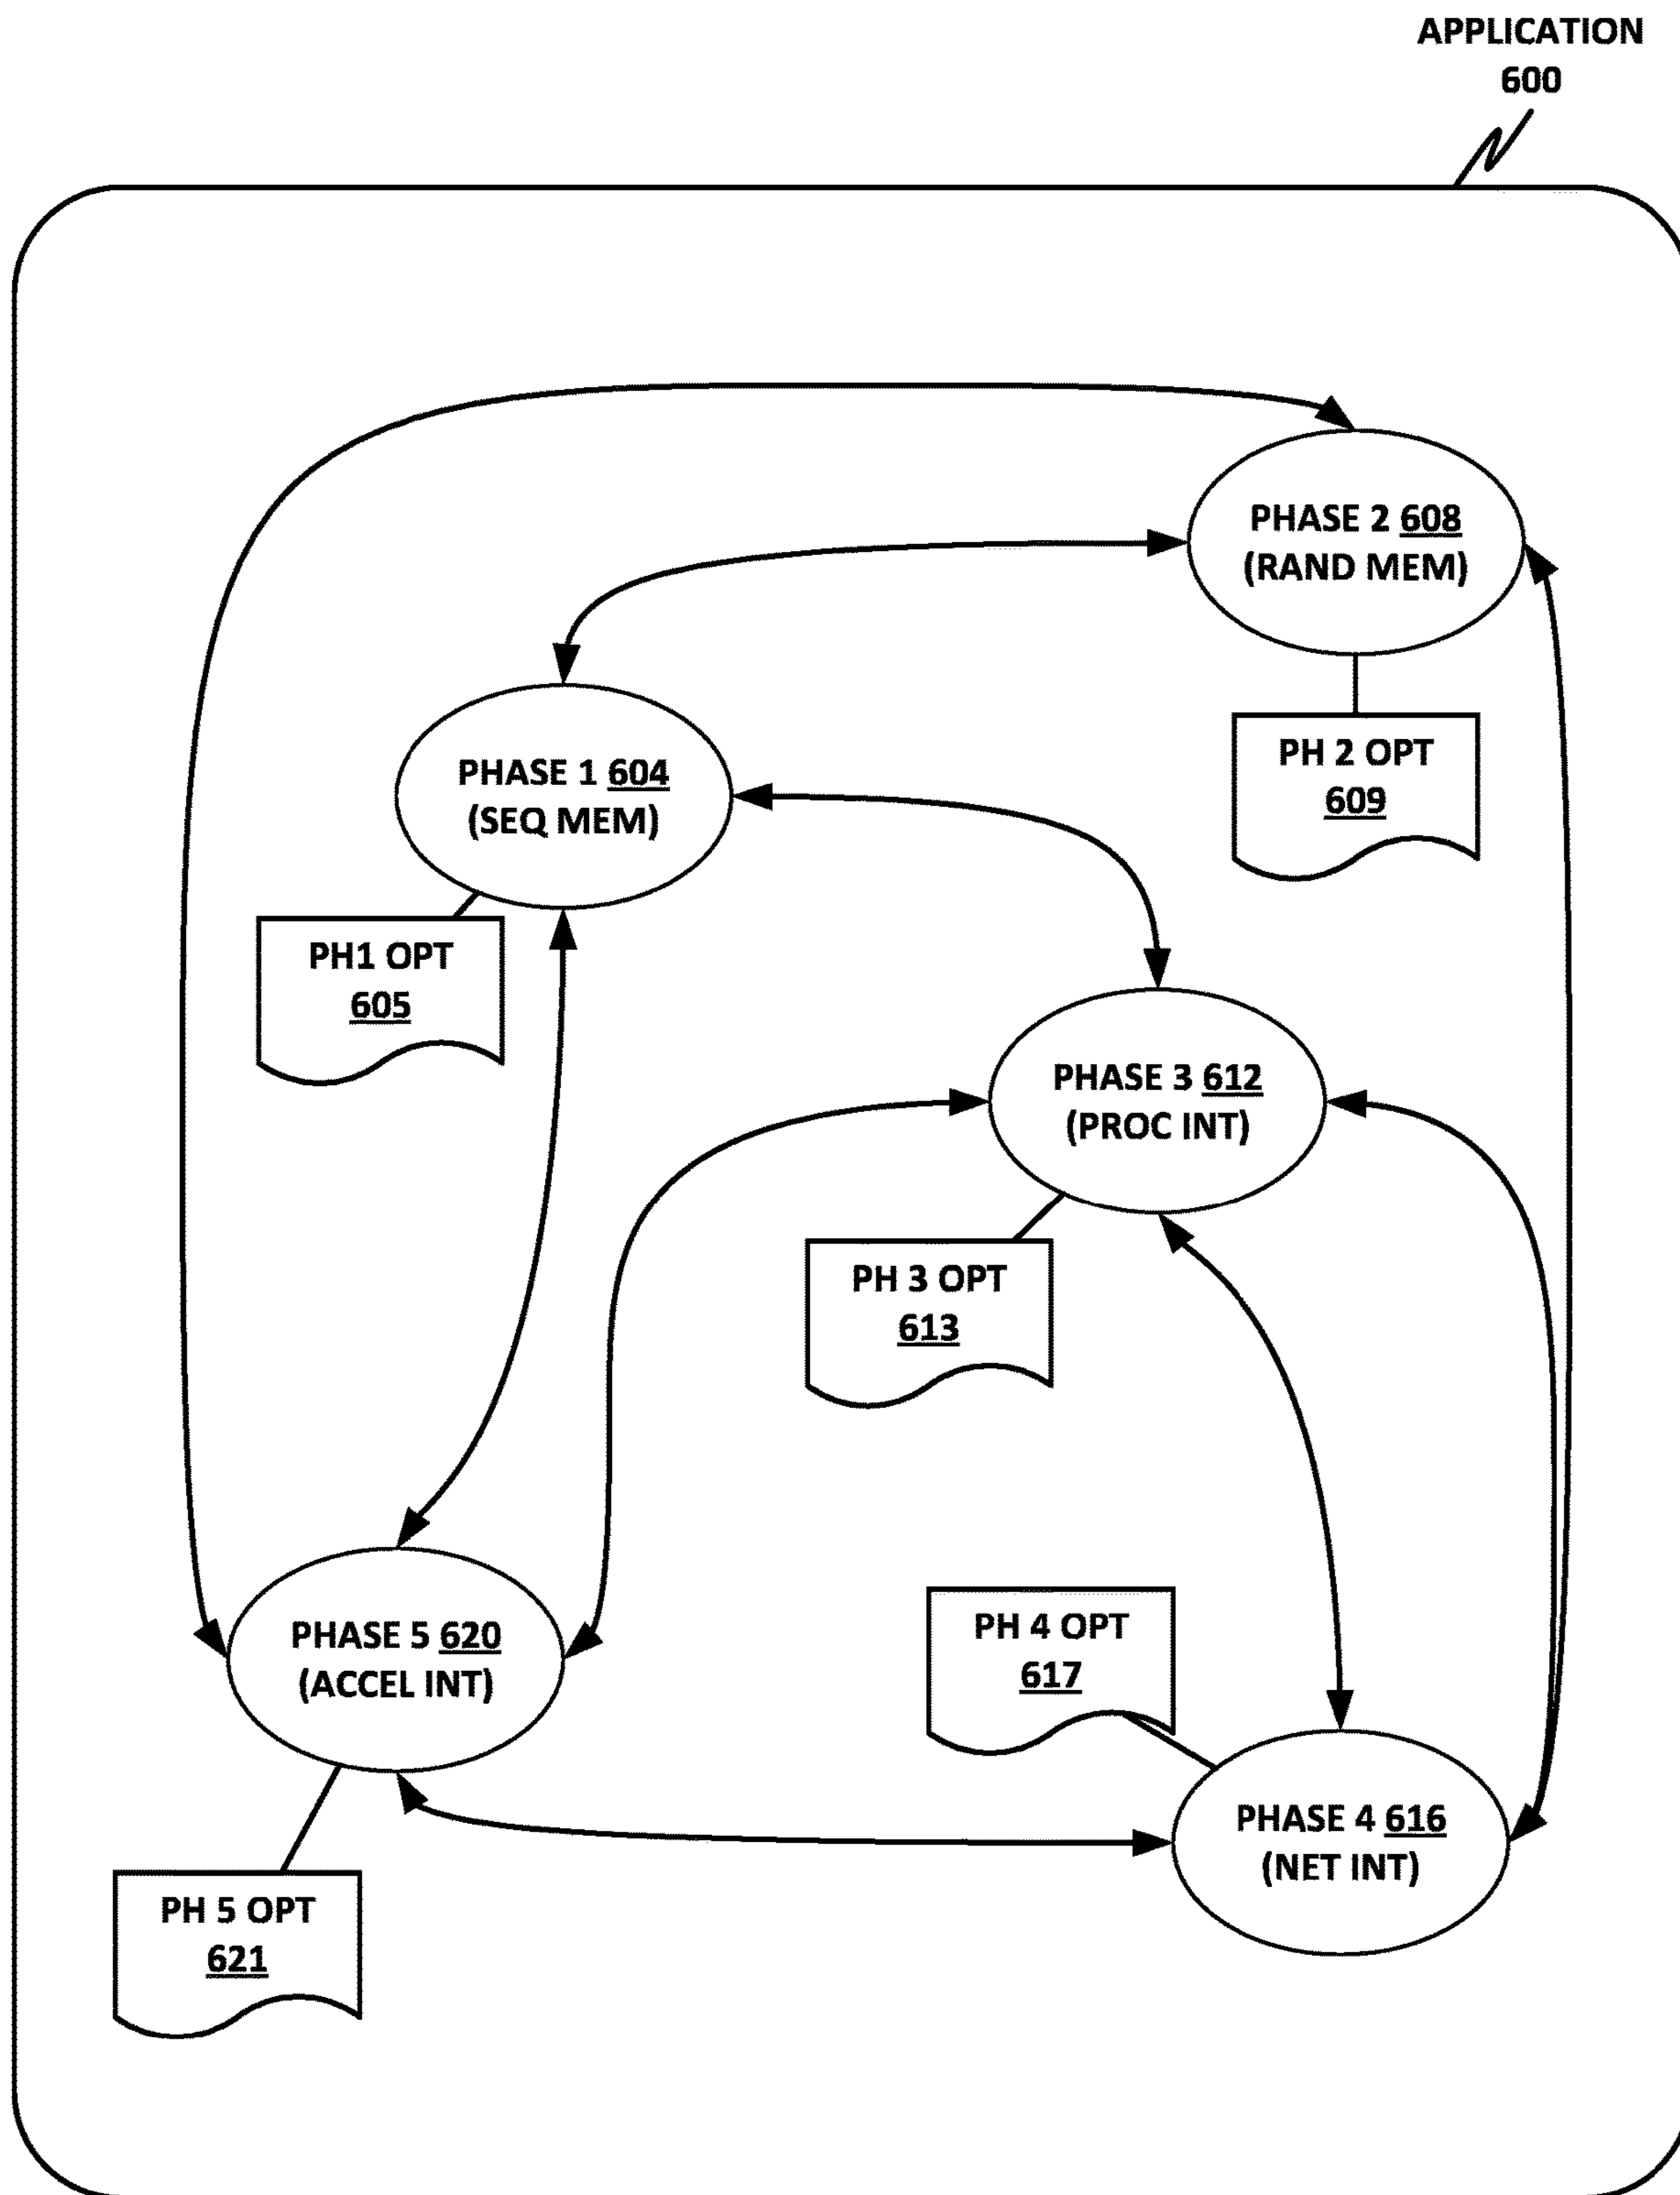 APPLICATION
600
PHASE 2 608
(RAND MEM)
PH 2 OPT
609
PHASE 1 604
(SEQ MEM)
PH1 OPT
605
PHASE 3 612
(PROC INT)
PH 3 OPT
613
PH 4 OPT
617
PHASE 5 620
(ACCEL INT)
PHASE 4 616
(NET INT)
PH 5 OPT
621